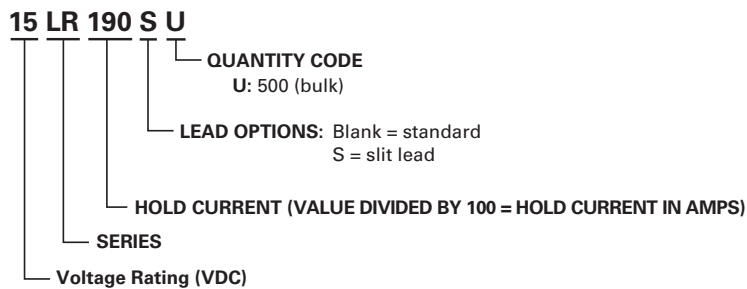 15 LR 190 S U
QUANTITY CODE
U: 500 (bulk)
LEAD OPTIONS: Blank = standard
S = slit lead
HOLD CURRENT (VALUE DIVIDED BY 100 = HOLD CURRENT IN AMPS)
SERIES
Voltage Rating (VDC)